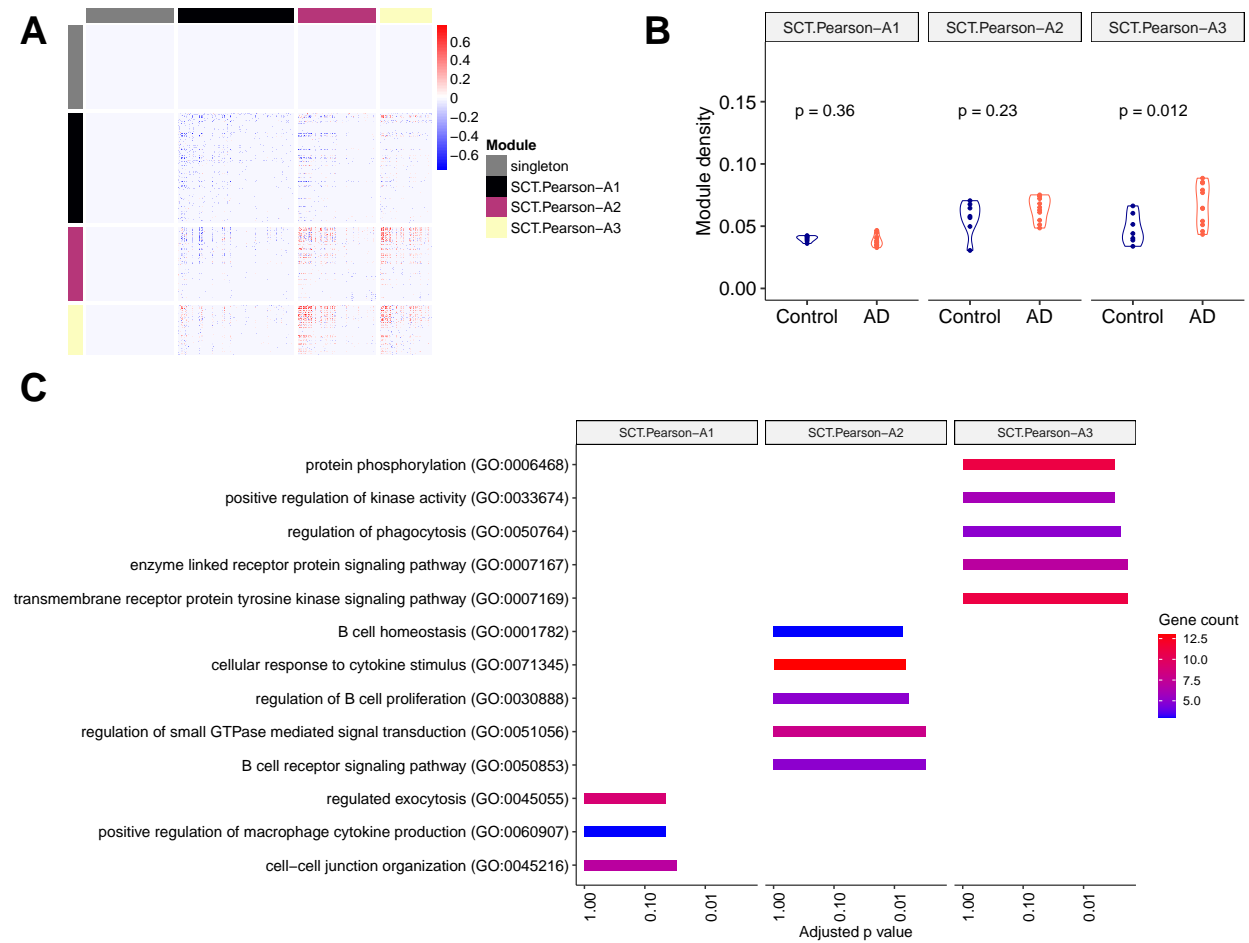 A
0.6
0.4
0.2
0
−0.2
−0.4
−0.6
Module
singleton
SCT.Pearson−A1
SCT.Pearson−A2
SCT.Pearson−A3
B
SCT.Pearson−A1 SCT.Pearson−A2 SCT.Pearson−A3
p = 0.36 p = 0.23 p = 0.012
Module density
0.15
0.10
0.05
0.00
Control AD Control AD Control AD
C
SCT.Pearson−A1 SCT.Pearson−A2 SCT.Pearson−A3
protein phosphorylation (GO:0006468)
positive regulation of kinase activity (GO:0033674)
regulation of phagocytosis (GO:0050764)
enzyme linked receptor protein signaling pathway (GO:0007167)
transmembrane receptor protein tyrosine kinase signaling pathway (GO:0007169)
B cell homeostasis (GO:0001782)
cellular response to cytokine stimulus (GO:0071345)
regulation of B cell proliferation (GO:0030888)
regulation of small GTPase mediated signal transduction (GO:0051056)
B cell receptor signaling pathway (GO:0050853)
regulated exocytosis (GO:0045055)
positive regulation of macrophage cytokine production (GO:0060907)
cell−cell junction organization (GO:0045216)
1.00 0.10 0.01 1.00 0.10 0.01 1.00 0.10 0.01
Adjusted p value
Gene count
12.5
10.0
7.5
5.0